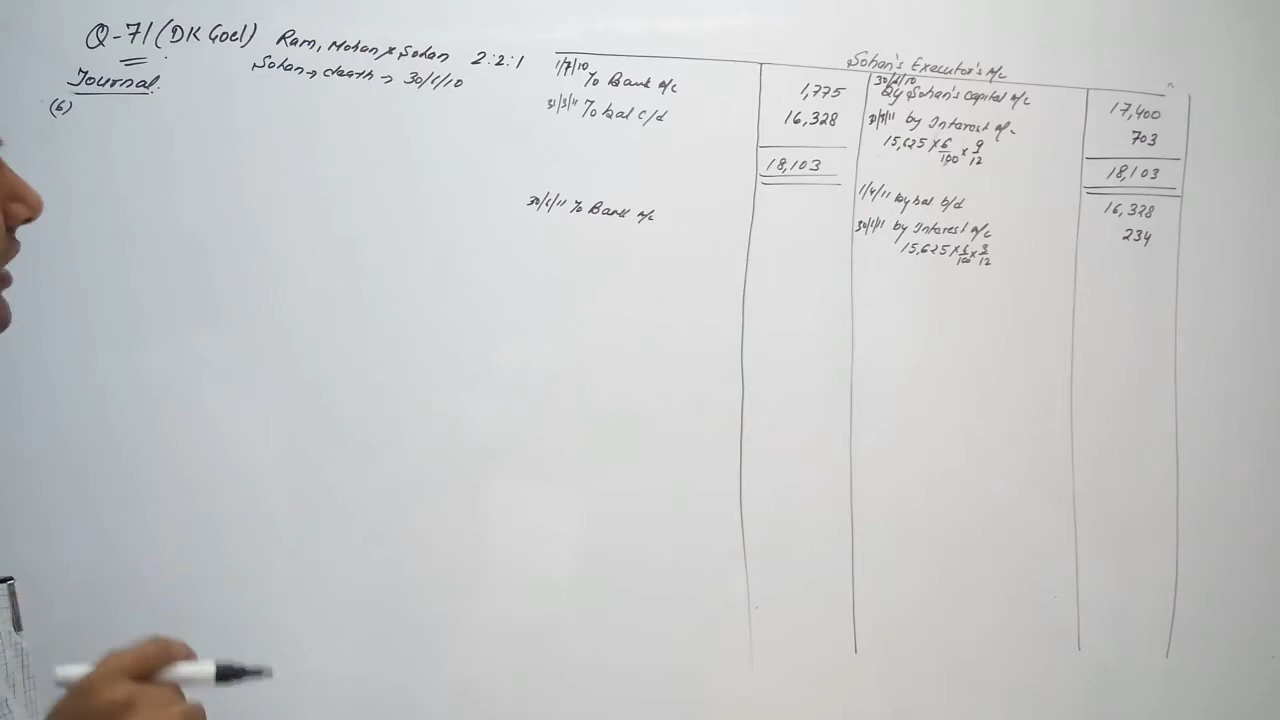 Q-71 (DK Goel) Ram, Mohan & Sohan 2:2:1
Sohan → death → 30/6/10
Journal.
(6)
Sohan's Executor's A/c
1/7/10 To Bank a/c 1,775
31/3/11 To bal c/d 16,328
18,103
30/6/11 To Bank a/c
30/6/10 By Sohan's Capital a/c 17,400
31/3/11 by Interest a/c 703
15,625 × 6/100 × 9/12
18,103
1/4/11 by bal b/d 16,328
30/6/11 by Interest a/c 234
15,625 × 6/100 × 3/12